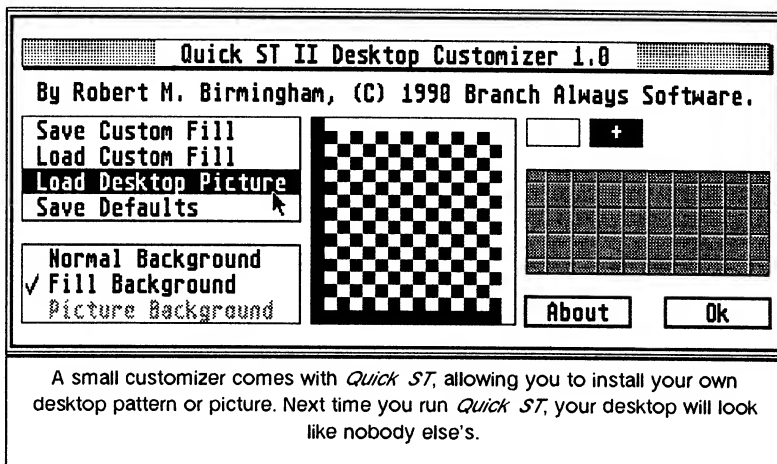 Quick ST II Desktop Customizer 1.0
By Robert M. Birmingham, (C) 1990 Branch Always Software.
Save Custom Fill
Load Custom Fill
Load Desktop Picture
Save Defaults
Normal Background
✓ Fill Background
Picture Background
+
About
Ok
A small customizer comes with Quick ST, allowing you to install your own
desktop pattern or picture. Next time you run Quick ST, your desktop will look
like nobody else's.